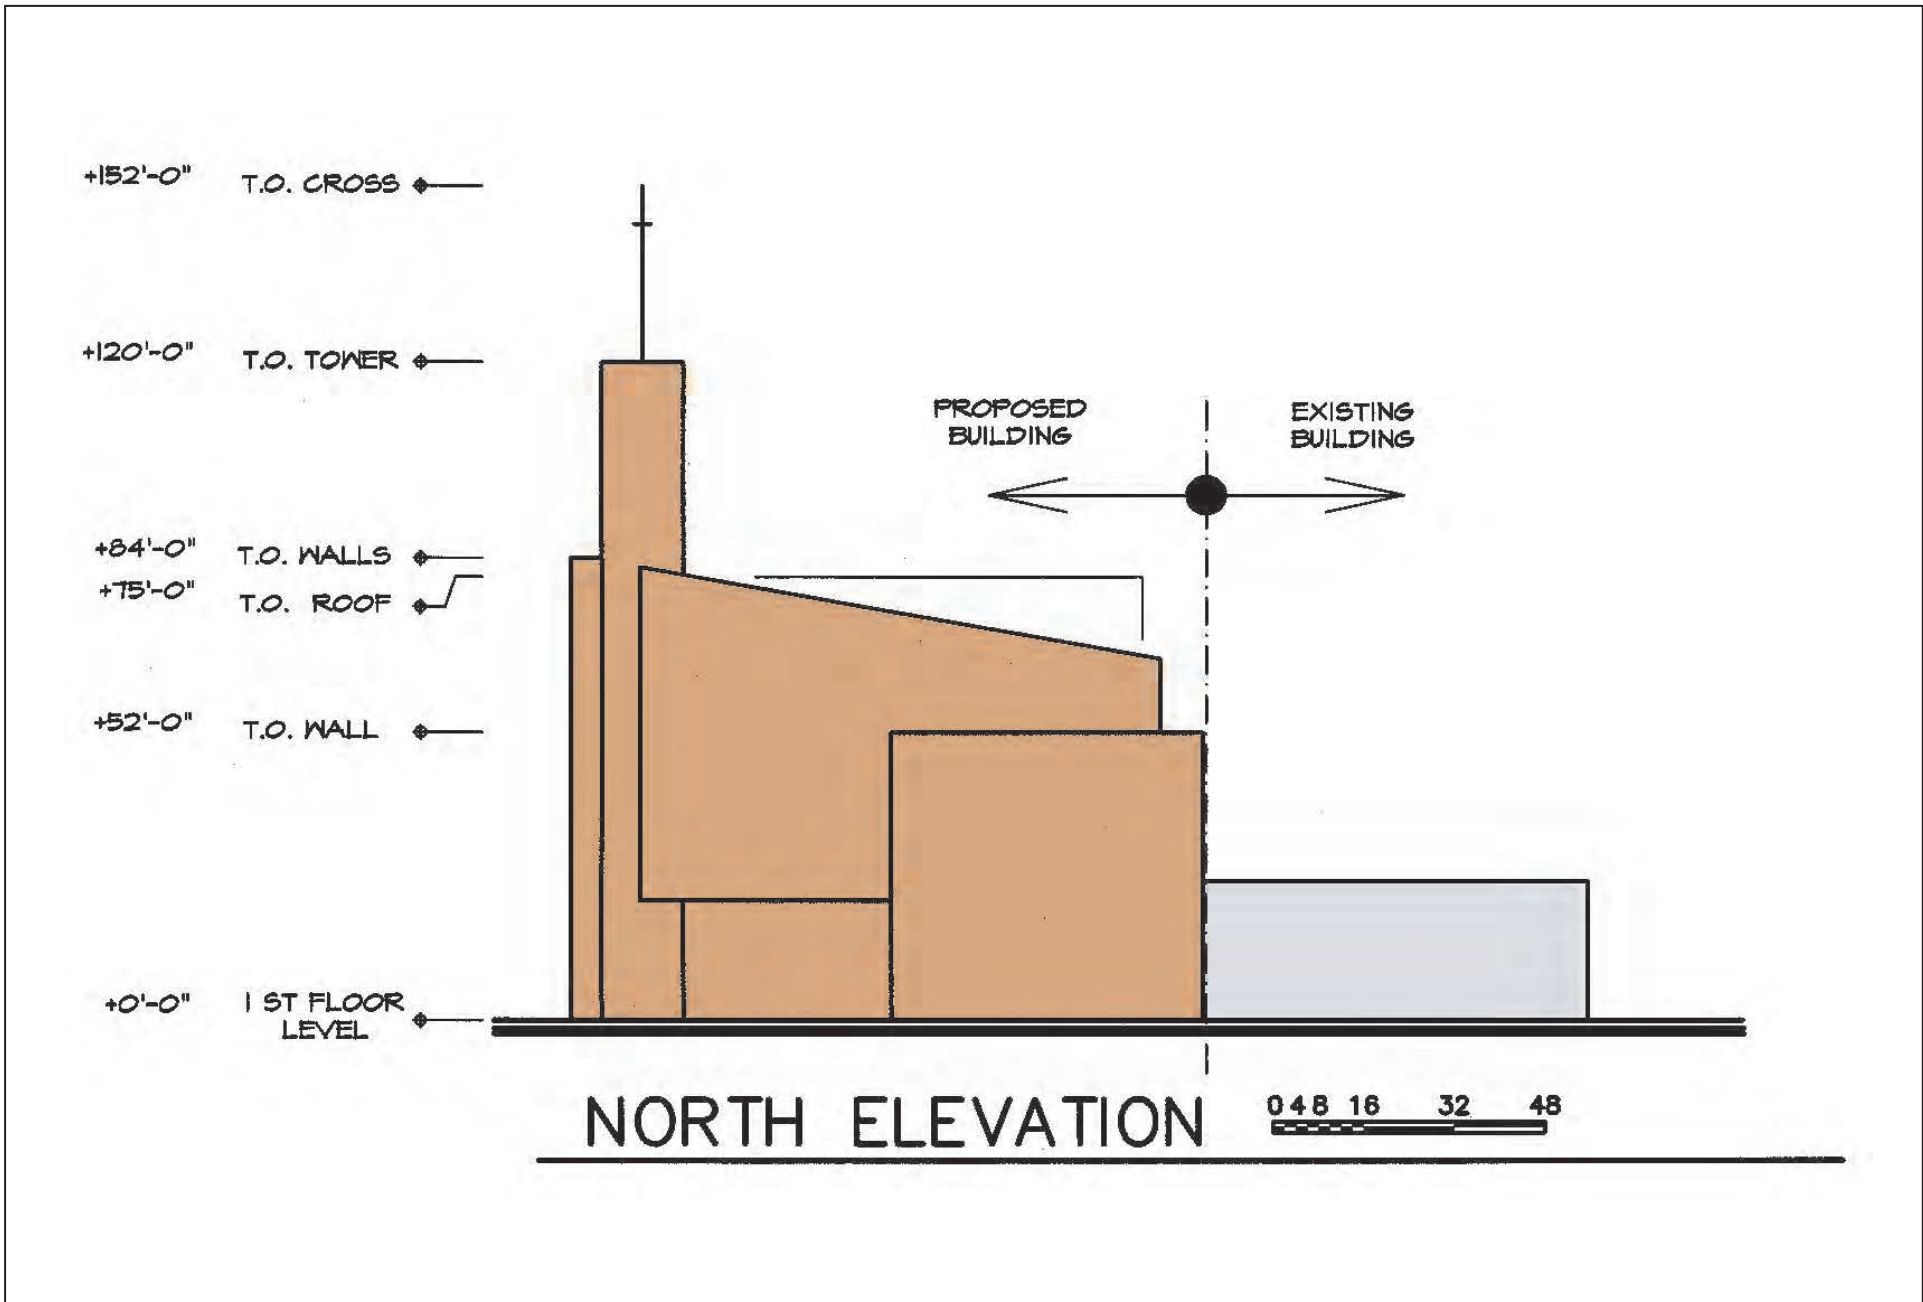 +152'-0" T.O. CROSS
+120'-0" T.O. TOWER
PROPOSED
BUILDING
EXISTING
BUILDING
+84'-0" T.O. WALLS
+75'-0" T.O. ROOF
+52'-0" T.O. WALL
+0'-0" 1 ST FLOOR
LEVEL
NORTH ELEVATION
0 4 8 16 32 48